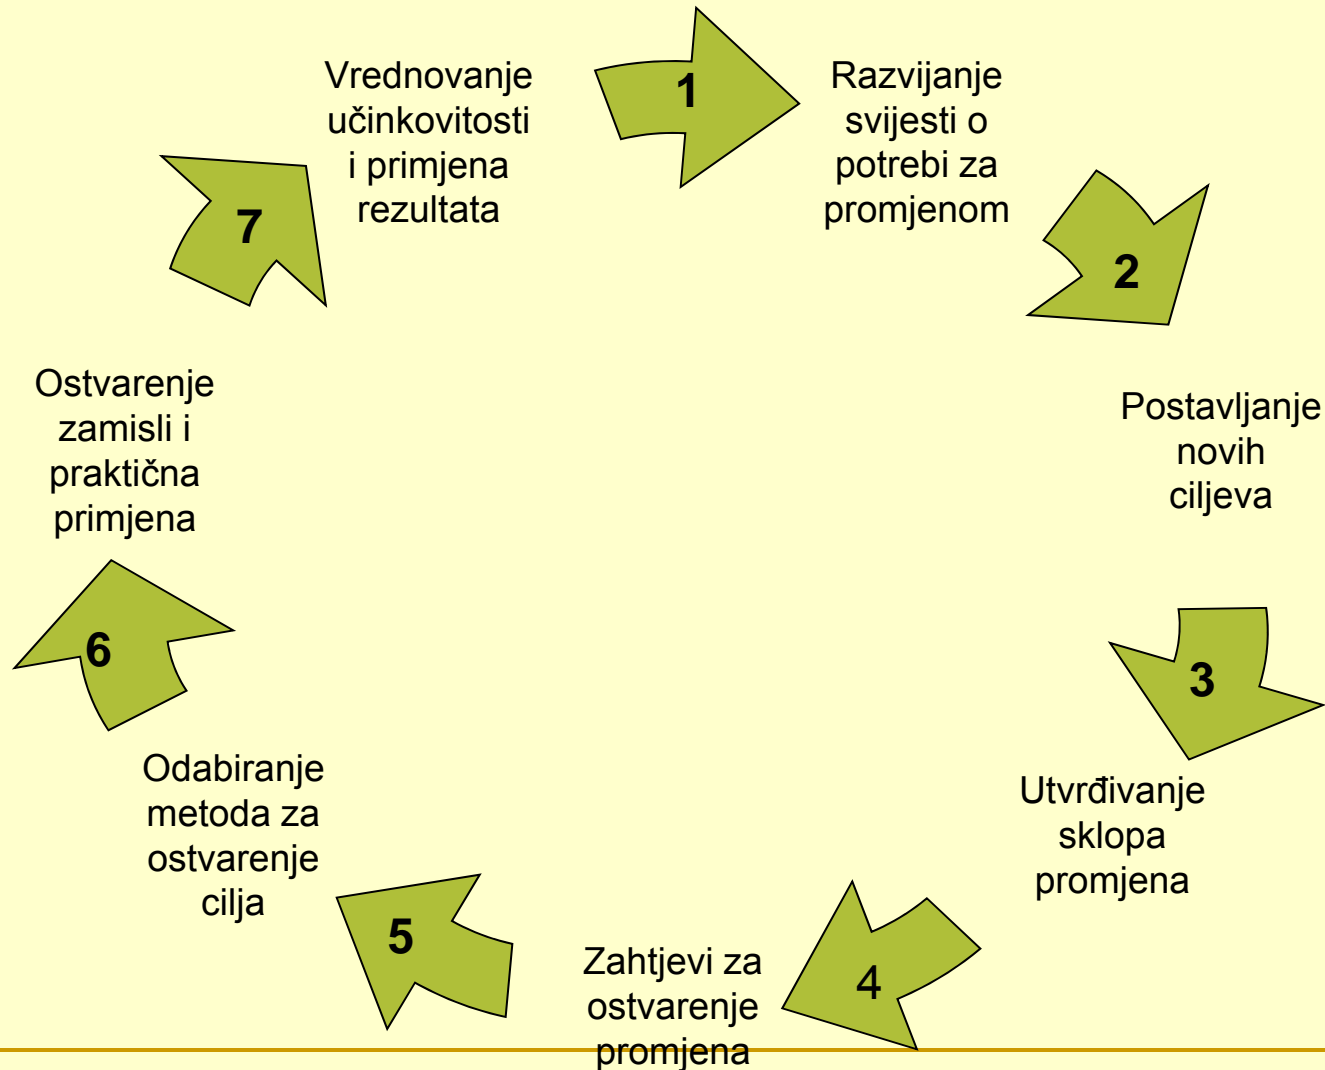 1
Razvijanje
svijesti o
potrebi za
promjenom
2
Postavljanje
novih
ciljeva
3
Utvrđivanje
sklopa
promjena
4
Zahtjevi za
ostvarenje
promjena
5
Odabiranje
metoda za
ostvarenje
cilja
6
Ostvarenje
zamisli i
praktična
primjena
7
Vrednovanje
učinkovitosti
i primjena
rezultata